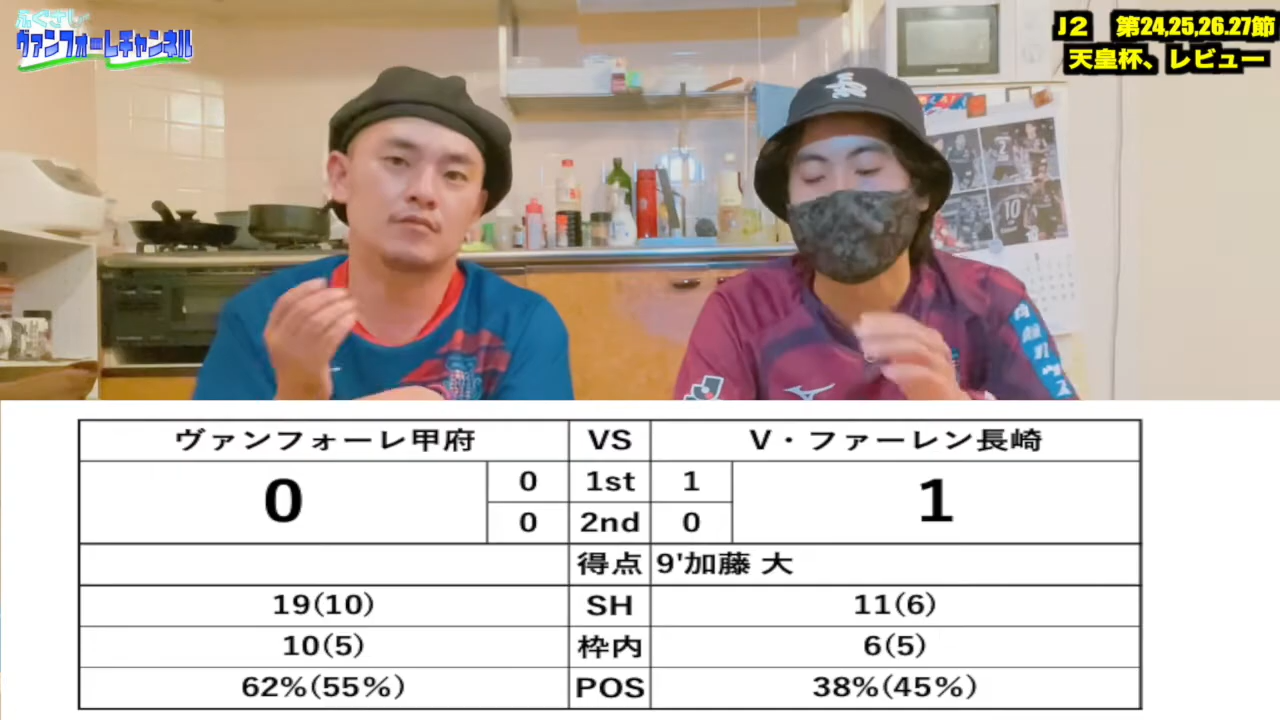 ふぐさしぃ
ヴァンフォーレチャンネル
J2 第24,25,26.27節
天皇杯、レビュー
2
10
ヴァンフォーレ甲府 VS V・ファーレン長崎
0 0 1st 1 1
0 2nd 0
得点 9'加藤 大
19(10) SH 11(6)
10(5) 枠内 6(5)
62%(55%) POS 38%(45%)